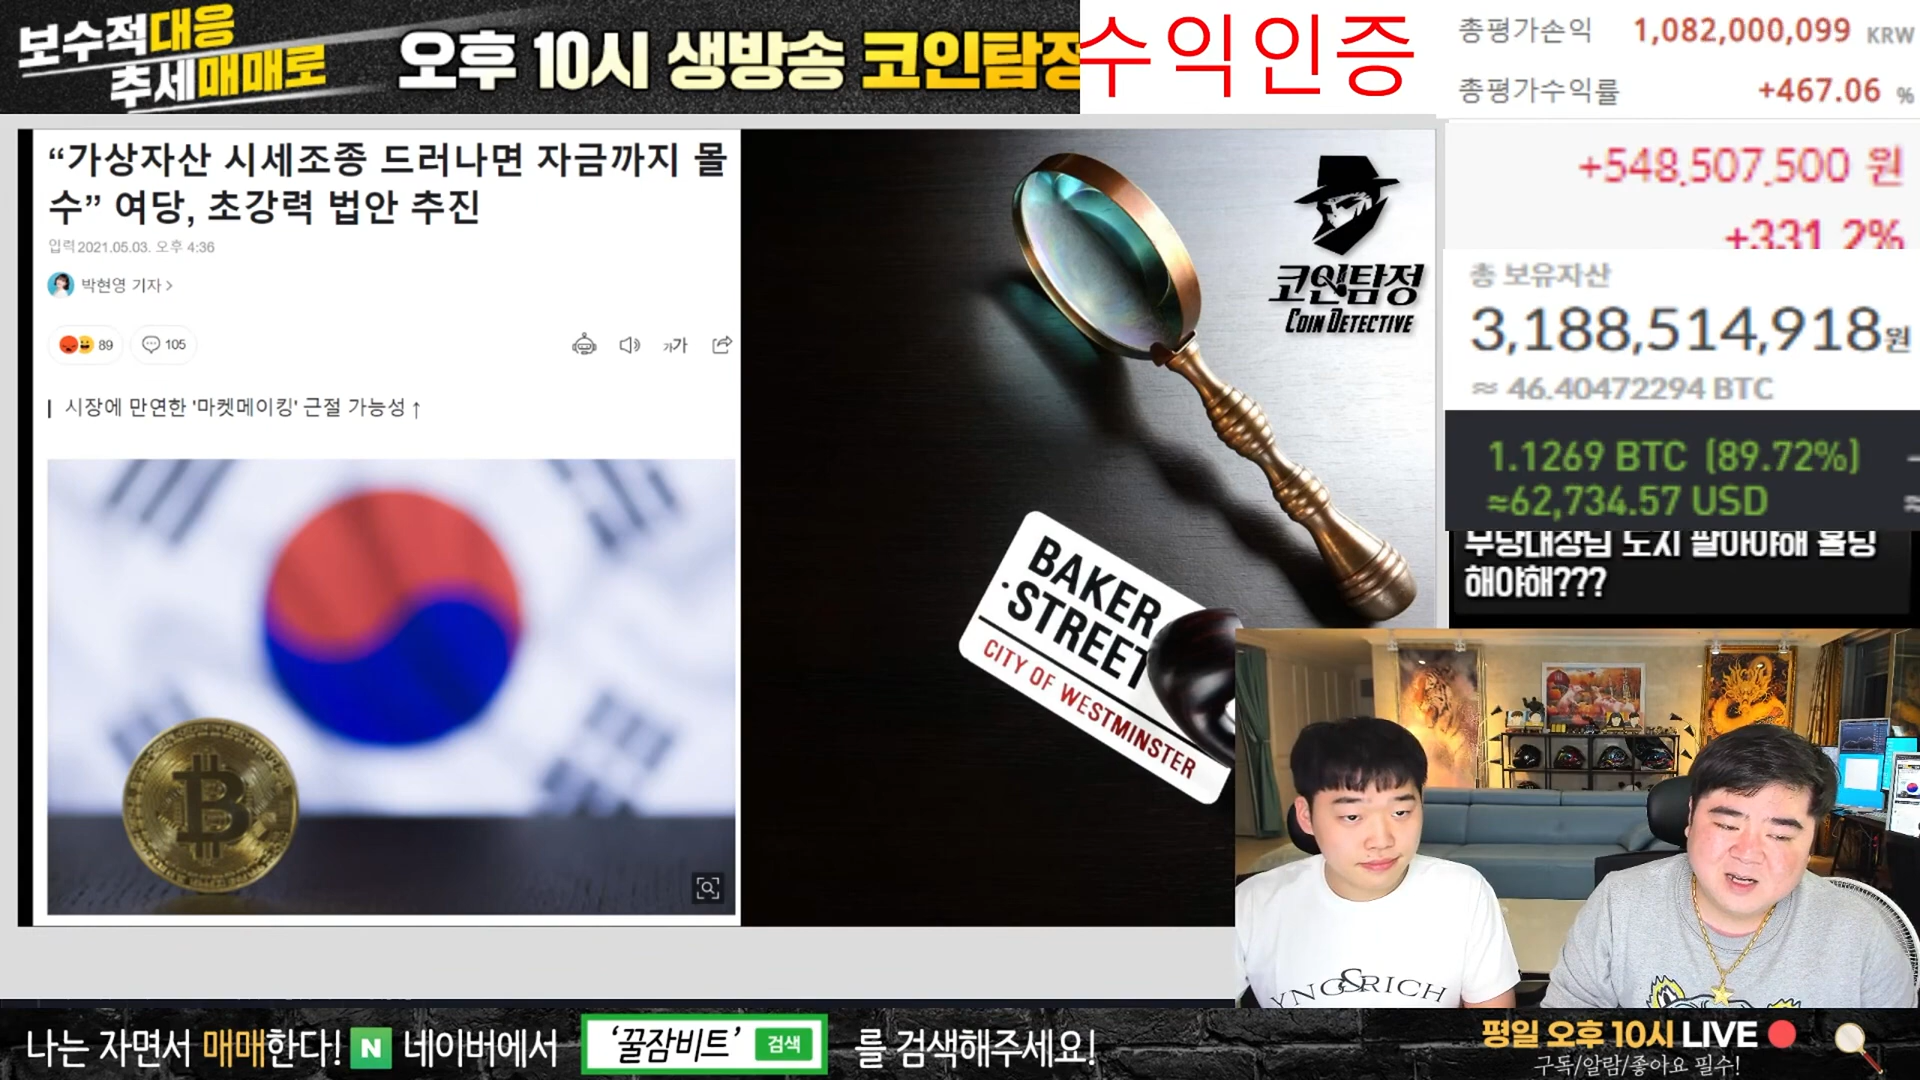 보수적대응
추세매매로
오후 10시 생방송 코인탐정
수익인증
총평가손익 1,082,000,099 KRW
총평가수익률 +467.06 %
+548,507,500 원
+331.2%
총 보유자산
3,188,514,918원
≈ 46.40472294 BTC
1.1269 BTC (89.72%)
≈62,734.57 USD
해야해???
“가상자산 시세조종 드러나면 자금까지 몰
수” 여당, 초강력 법안 추진
입력 2021.05.03. 오후 4:36
박현영 기자 >
89 105
가가
시장에 만연한 '마켓메이킹' 근절 가능성 ↑
코인탐정
COIN DETECTIVE
BAKER
STREET
CITY OF WESTMINSTER
YNG&RICH
나는 자면서 매매한다! N 네이버에서 ‘꿀잠비트’ 검색 를 검색해주세요!
평일 오후 10시 LIVE
구독/알람/좋아요 필수!